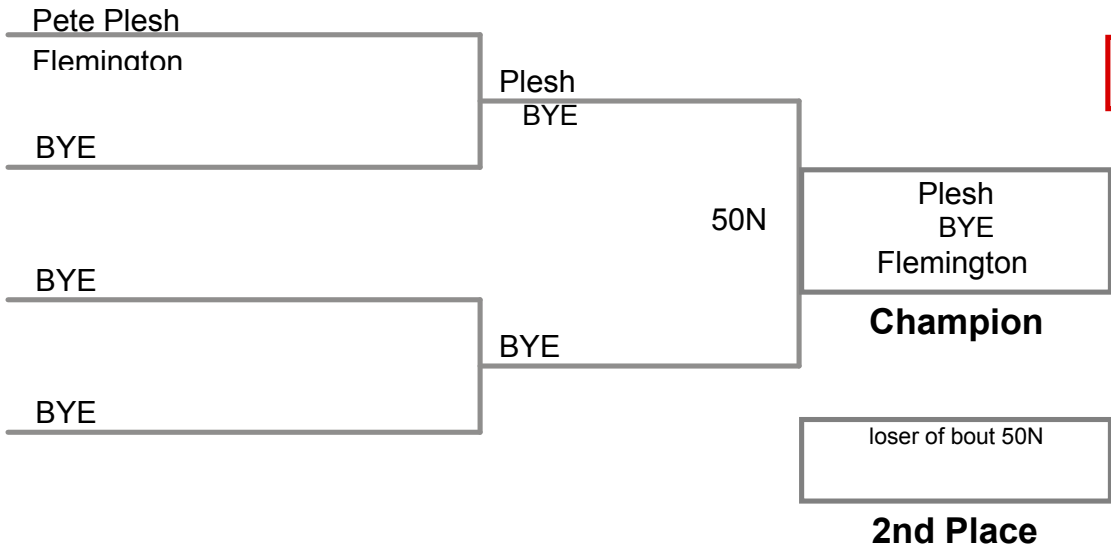 Pete Plesh
Flemington
BYE
BYE
BYE
Plesh
BYE
BYE
50N
Plesh
BYE
Flemington
Champion
loser of bout 50N
2nd Place